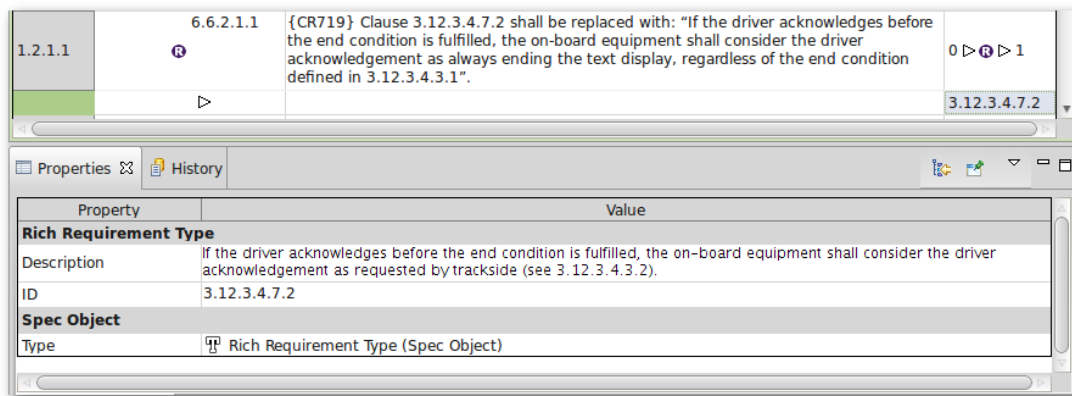 6.6.2.1.1 {CR719} Clause 3.12.3.4.7.2 shall be replaced with: “If the driver acknowledges before
the end condition is fulfilled, the on-board equipment shall consider the driver
1.2.1.1 R acknowledgement as always ending the text display, regardless of the end condition 0 ▷ R ▷ 1
defined in 3.12.3.4.3.1”.
▷ 3.12.3.4.7.2
Properties History
Property Value
Rich Requirement Type
Description If the driver acknowledges before the end condition is fulfilled, the on-board equipment shall consider the driver
acknowledgement as requested by trackside (see 3.12.3.4.3.2).
ID 3.12.3.4.7.2
Spec Object
Type Rich Requirement Type (Spec Object)